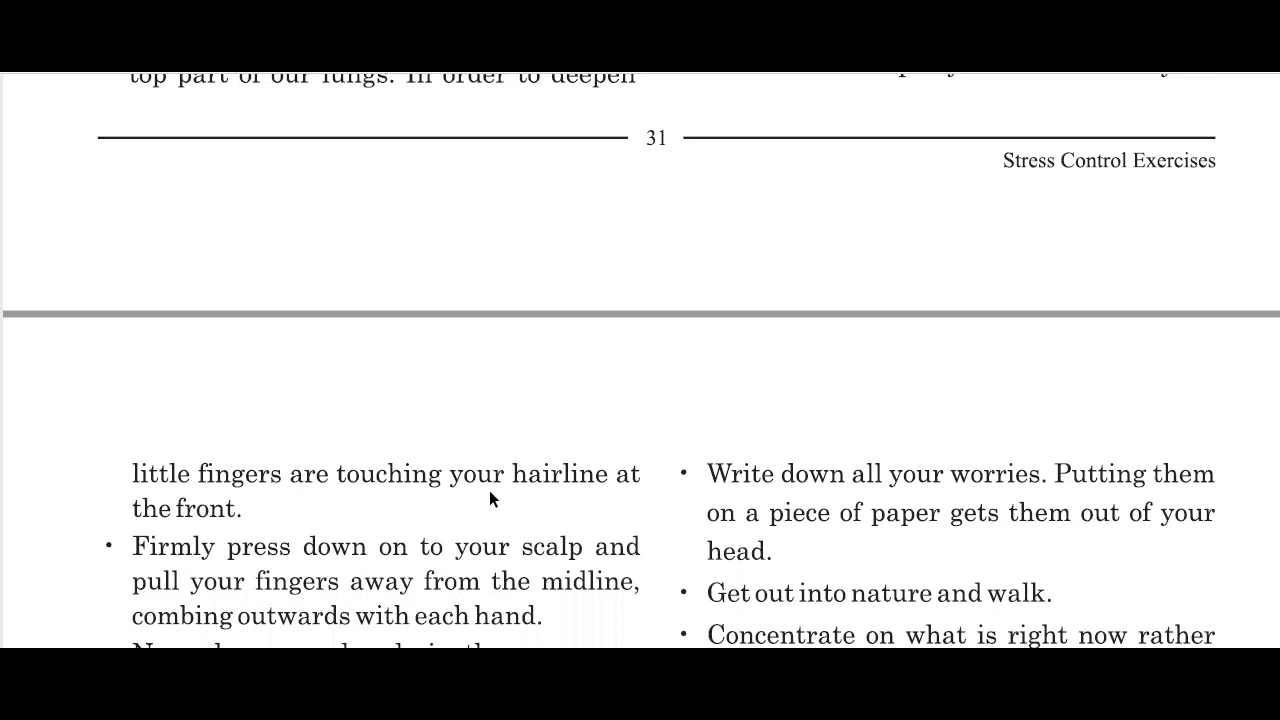 top part of our lungs. In order to deepen
31
Stress Control Exercises
little fingers are touching your hairline at
the front.
• Firmly press down on to your scalp and
pull your fingers away from the midline,
combing outwards with each hand.
• Write down all your worries. Putting them
on a piece of paper gets them out of your
head.
• Get out into nature and walk.
• Concentrate on what is right now rather